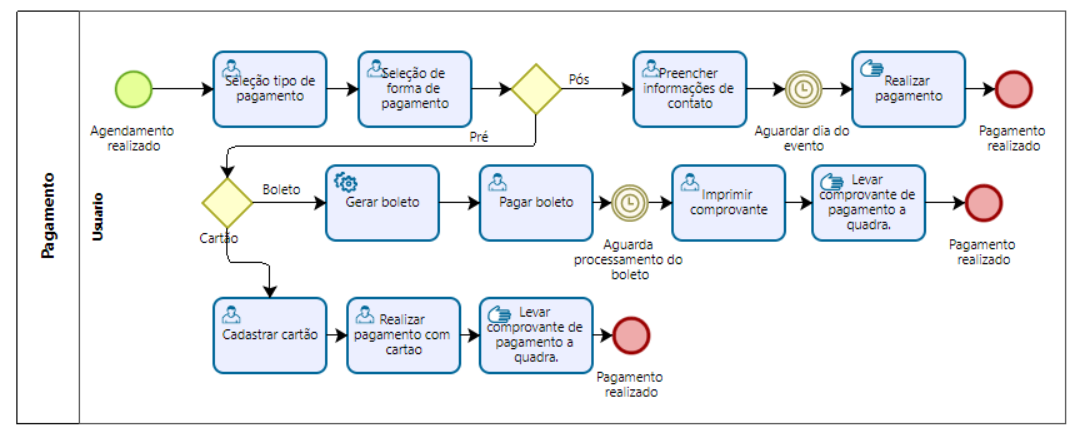 Pagamento
Usuario
Agendamento
realizado
Seleção tipo de
pagamento
Seleção de
forma de
pagamento
Pós
Pré
Preencher
informações de
contato
Aguardar dia do
evento
Realizar
pagamento
Pagamento
realizado
Boleto
Cartão
Gerar boleto
Pagar boleto
Aguarda
processamento do
boleto
Imprimir
comprovante
Levar
comprovante de
pagamento a
quadra.
Pagamento
realizado
Cadastrar cartão
Realizar
pagamento com
cartao
Levar
comprovante de
pagamento a
quadra.
Pagamento
realizado